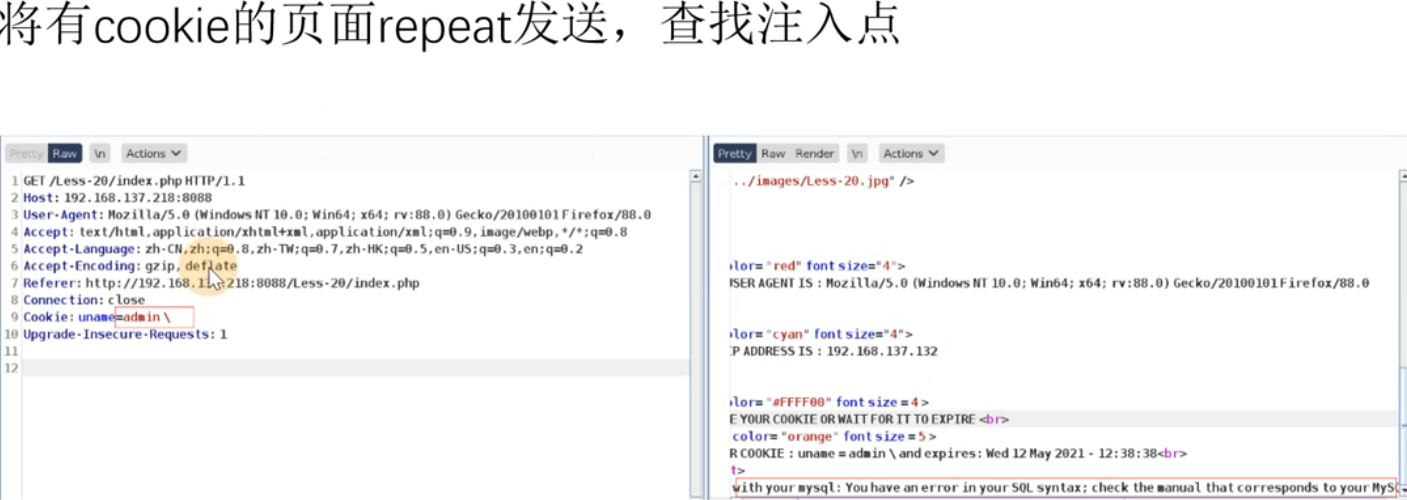 将有cookie的页面repeat发送，查找注入点
Pretty Raw \n Actions
1 GET /Less-20/index.php HTTP/1.1
2 Host: 192.168.137.218:8088
3 User-Agent: Mozilla/5.0 (Windows NT 10.0; Win64; x64; rv:88.0) Gecko/20100101 Firefox/88.0
4 Accept: text/html,application/xhtml+xml,application/xml;q=0.9,image/webp,*/*;q=0.8
5 Accept-Language: zh-CN,zh;q=0.8,zh-TW;q=0.7,zh-HK;q=0.5,en-US;q=0.3,en;q=0.2
6 Accept-Encoding: gzip, deflate
7 Referer: http://192.168.137.218:8088/Less-20/index.php
8 Connection: close
9 Cookie: uname=admin \
10 Upgrade-Insecure-Requests: 1
11
12
Pretty Raw Render \n Actions
../images/Less-20.jpg" />
lor= "red" font size="4">
USER AGENT IS : Mozilla/5.0 (Windows NT 10.0; Win64; x64; rv:88.0) Gecko/20100101 Firefox/88.0
lor= "cyan" font size="4">
P ADDRESS IS : 192.168.137.132
lor= "#FFFF00" font size = 4 >
E YOUR COOKIE OR WAIT FOR IT TO EXPIRE <br>
color= "orange" font size = 5 >
R COOKIE : uname = admin \ and expires: Wed 12 May 2021 - 12:38:38<br>
t>
with your mysql: You have an error in your SQL syntax; check the manual that corresponds to your MyS